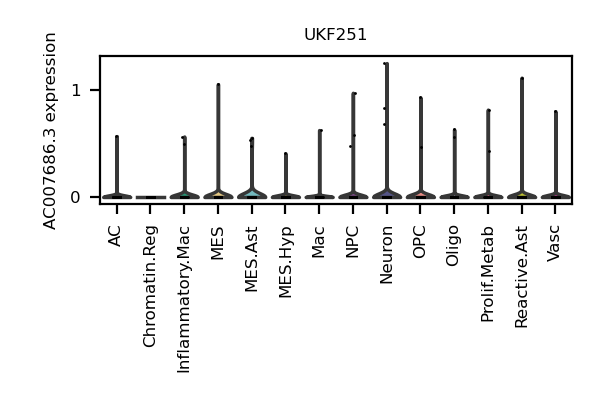 UKF251
AC007686.3 expression
1
0
AC
Chromatin.Reg
Inflammatory.Mac
MES
MES.Ast
MES.Hyp
Mac
NPC
Neuron
OPC
Oligo
Prolif.Metab
Reactive.Ast
Vasc